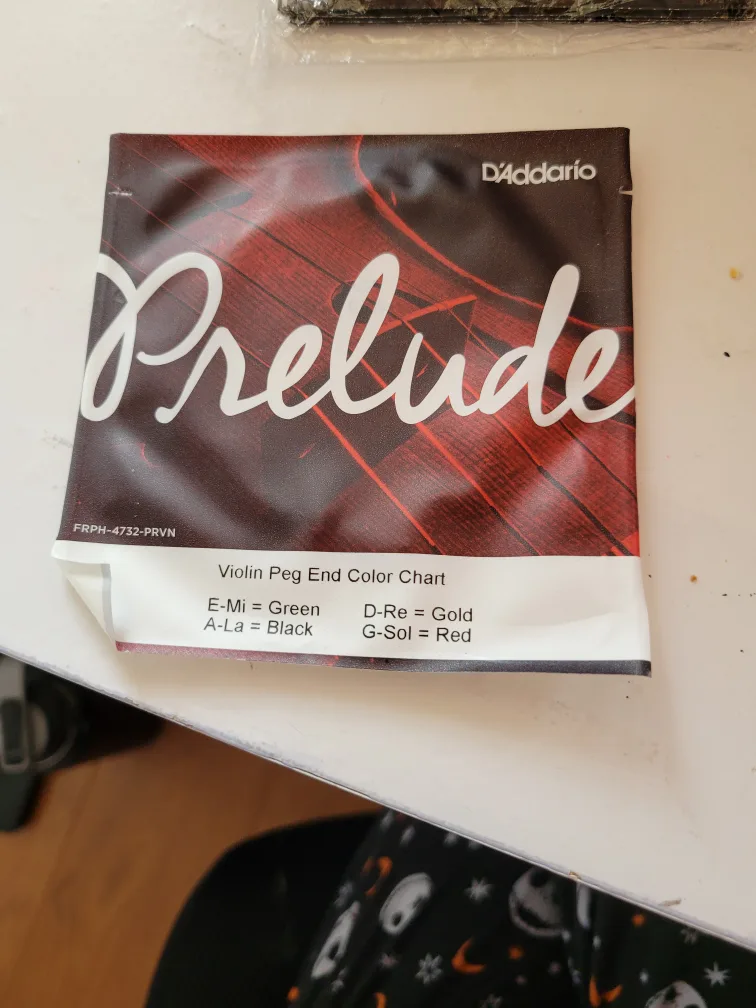 D'Addario
Prelude
FRPH-4732-PRVN
Violin Peg End Color Chart
E-Mi = Green D-Re = Gold
A-La = Black G-Sol = Red